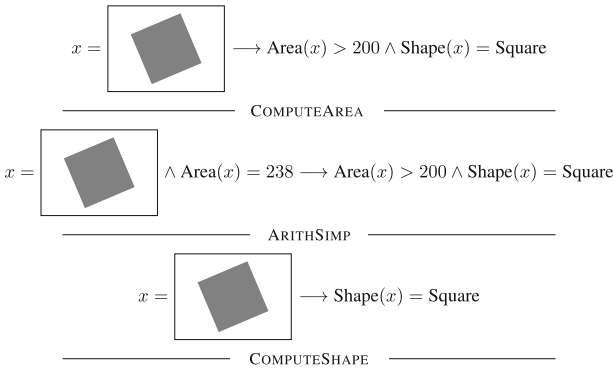 x = ⟶ Area(x) > 200 ∧ Shape(x) = Square
COMPUTEAREA
x = ∧ Area(x) = 238 ⟶ Area(x) > 200 ∧ Shape(x) = Square
ARITHSIMP
x = ⟶ Shape(x) = Square
COMPUTESHAPE